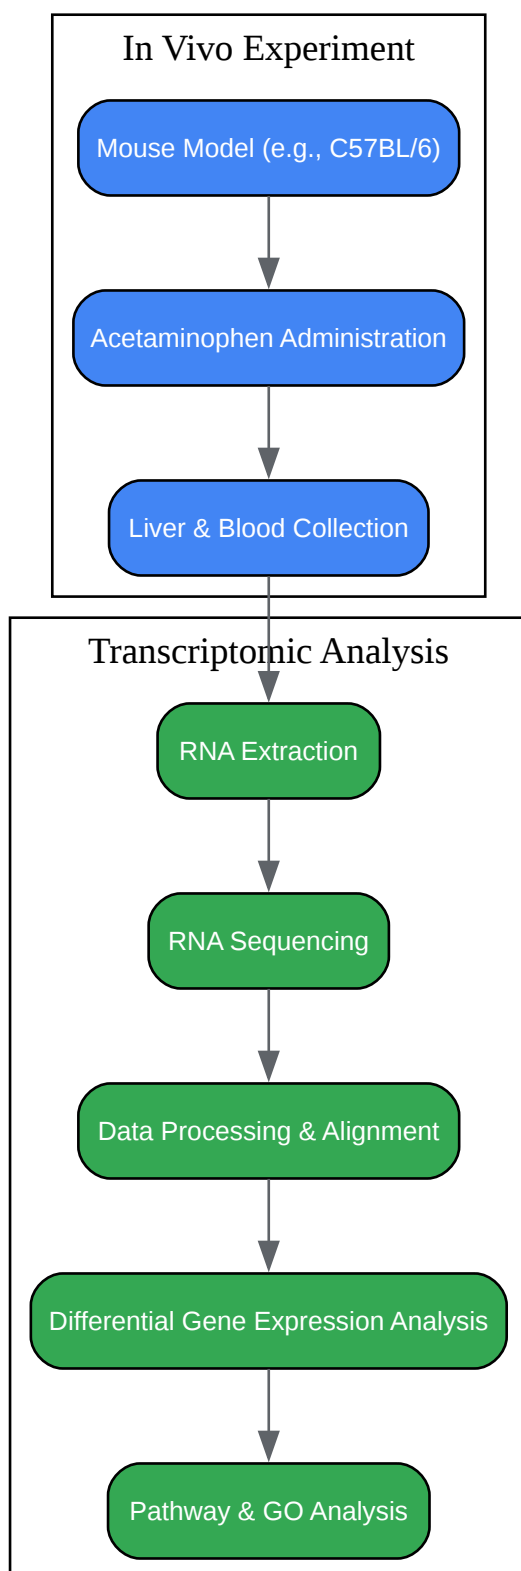 In Vivo Experiment
Mouse Model (e.g., C57BL/6)
Acetaminophen Administration
Liver & Blood Collection
Transcriptomic Analysis
RNA Extraction
RNA Sequencing
Data Processing & Alignment
Differential Gene Expression Analysis
Pathway & GO Analysis